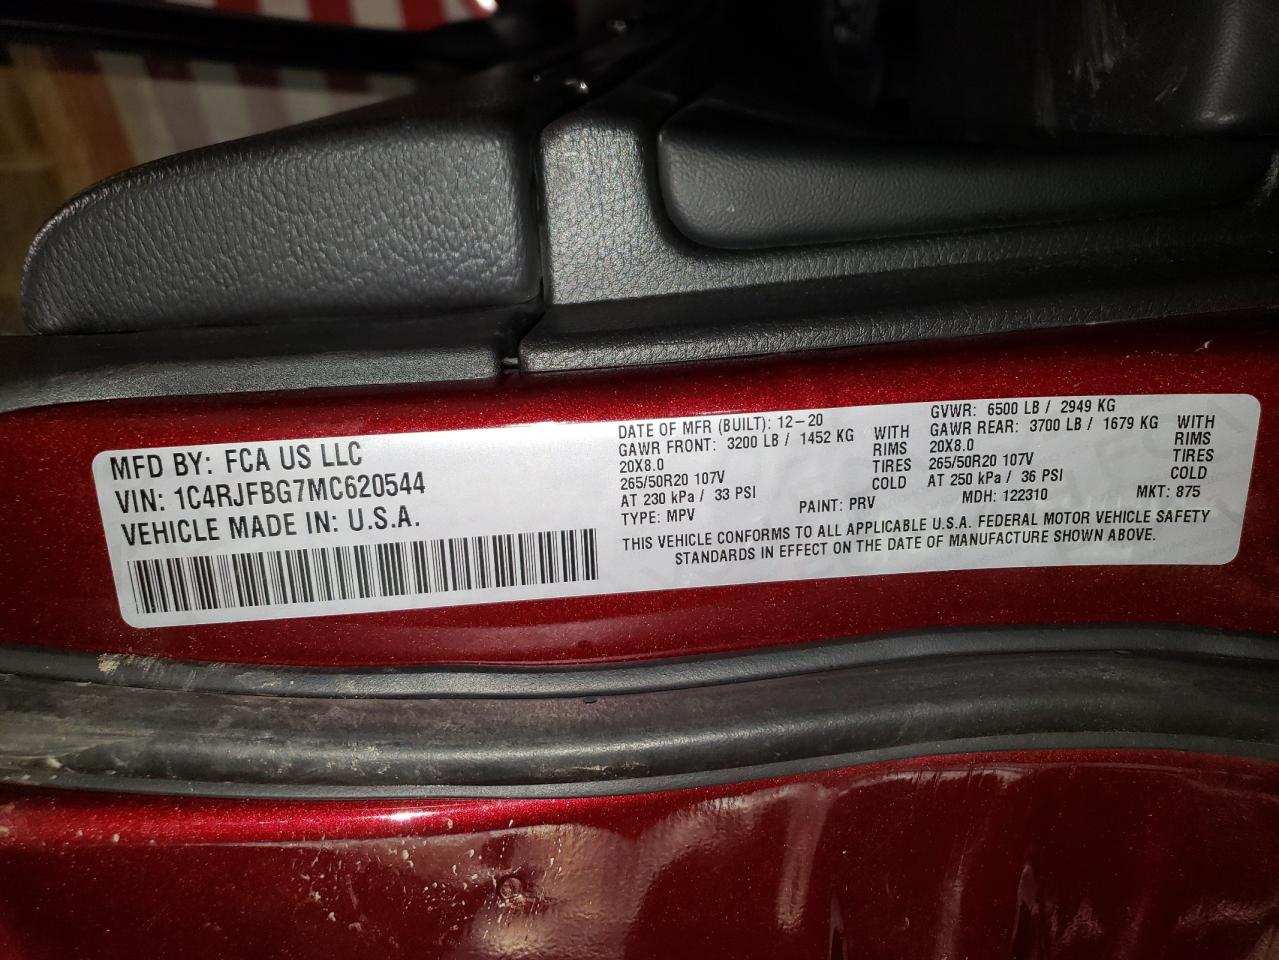 MFD BY: FCA US LLC
VIN: 1C4RJFBG7MC620544
VEHICLE MADE IN: U.S.A.
DATE OF MFR (BUILT): 12-20
GAWR FRONT: 3200 LB / 1452 KG WITH
20X8.0 RIMS
265/50R20 107V TIRES
AT 230 kPa / 33 PSI COLD
TYPE: MPV PAINT: PRV
GVWR: 6500 LB / 2949 KG
GAWR REAR: 3700 LB / 1679 KG WITH
20X8.0 RIMS
265/50R20 107V TIRES
AT 250 kPa / 36 PSI COLD
MDH: 122310 MKT: 875
THIS VEHICLE CONFORMS TO ALL APPLICABLE U.S.A. FEDERAL MOTOR VEHICLE SAFETY
STANDARDS IN EFFECT ON THE DATE OF MANUFACTURE SHOWN ABOVE.